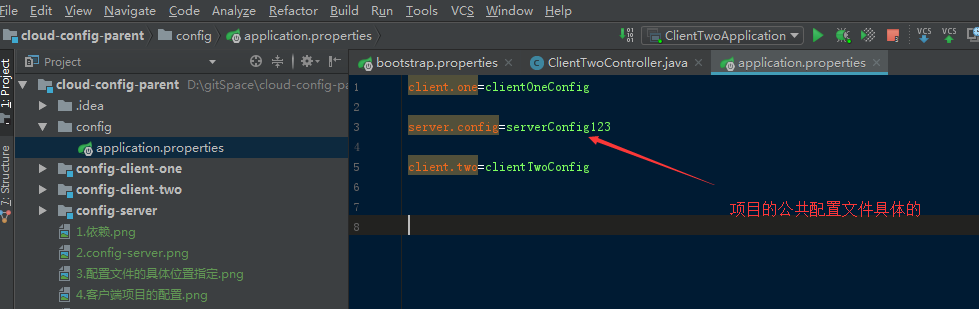 File Edit View Navigate Code Analyze Refactor Build Run Tools VCS Window Help
cloud-config-parent config application.properties ClientTwoApplication VCS VCS
1: Project
7: Structure
Project
cloud-config-parent D:\gitSpace\cloud-config-pa
.idea
config
application.properties
config-client-one
config-client-two
config-server
1.依赖.png
2.config-server.png
3.配置文件的具体位置指定.png
4.客户端项目的配置.png
bootstrap.properties ClientTwoController.java application.properties
1 client.one=clientOneConfig
2
3 server.config=serverConfig123
4
5 client.two=clientTwoConfig
6
7
8
项目的公共配置文件具体的